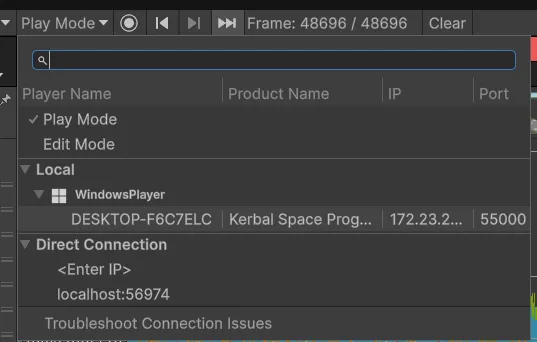 Play Mode Frame: 48696 / 48696 Clear
Player Name Product Name IP Port
Play Mode
Edit Mode
Local
WindowsPlayer
DESKTOP-F6C7ELC Kerbal Space Prog... 172.23.2... 55000
Direct Connection
<Enter IP>
localhost:56974
Troubleshoot Connection Issues